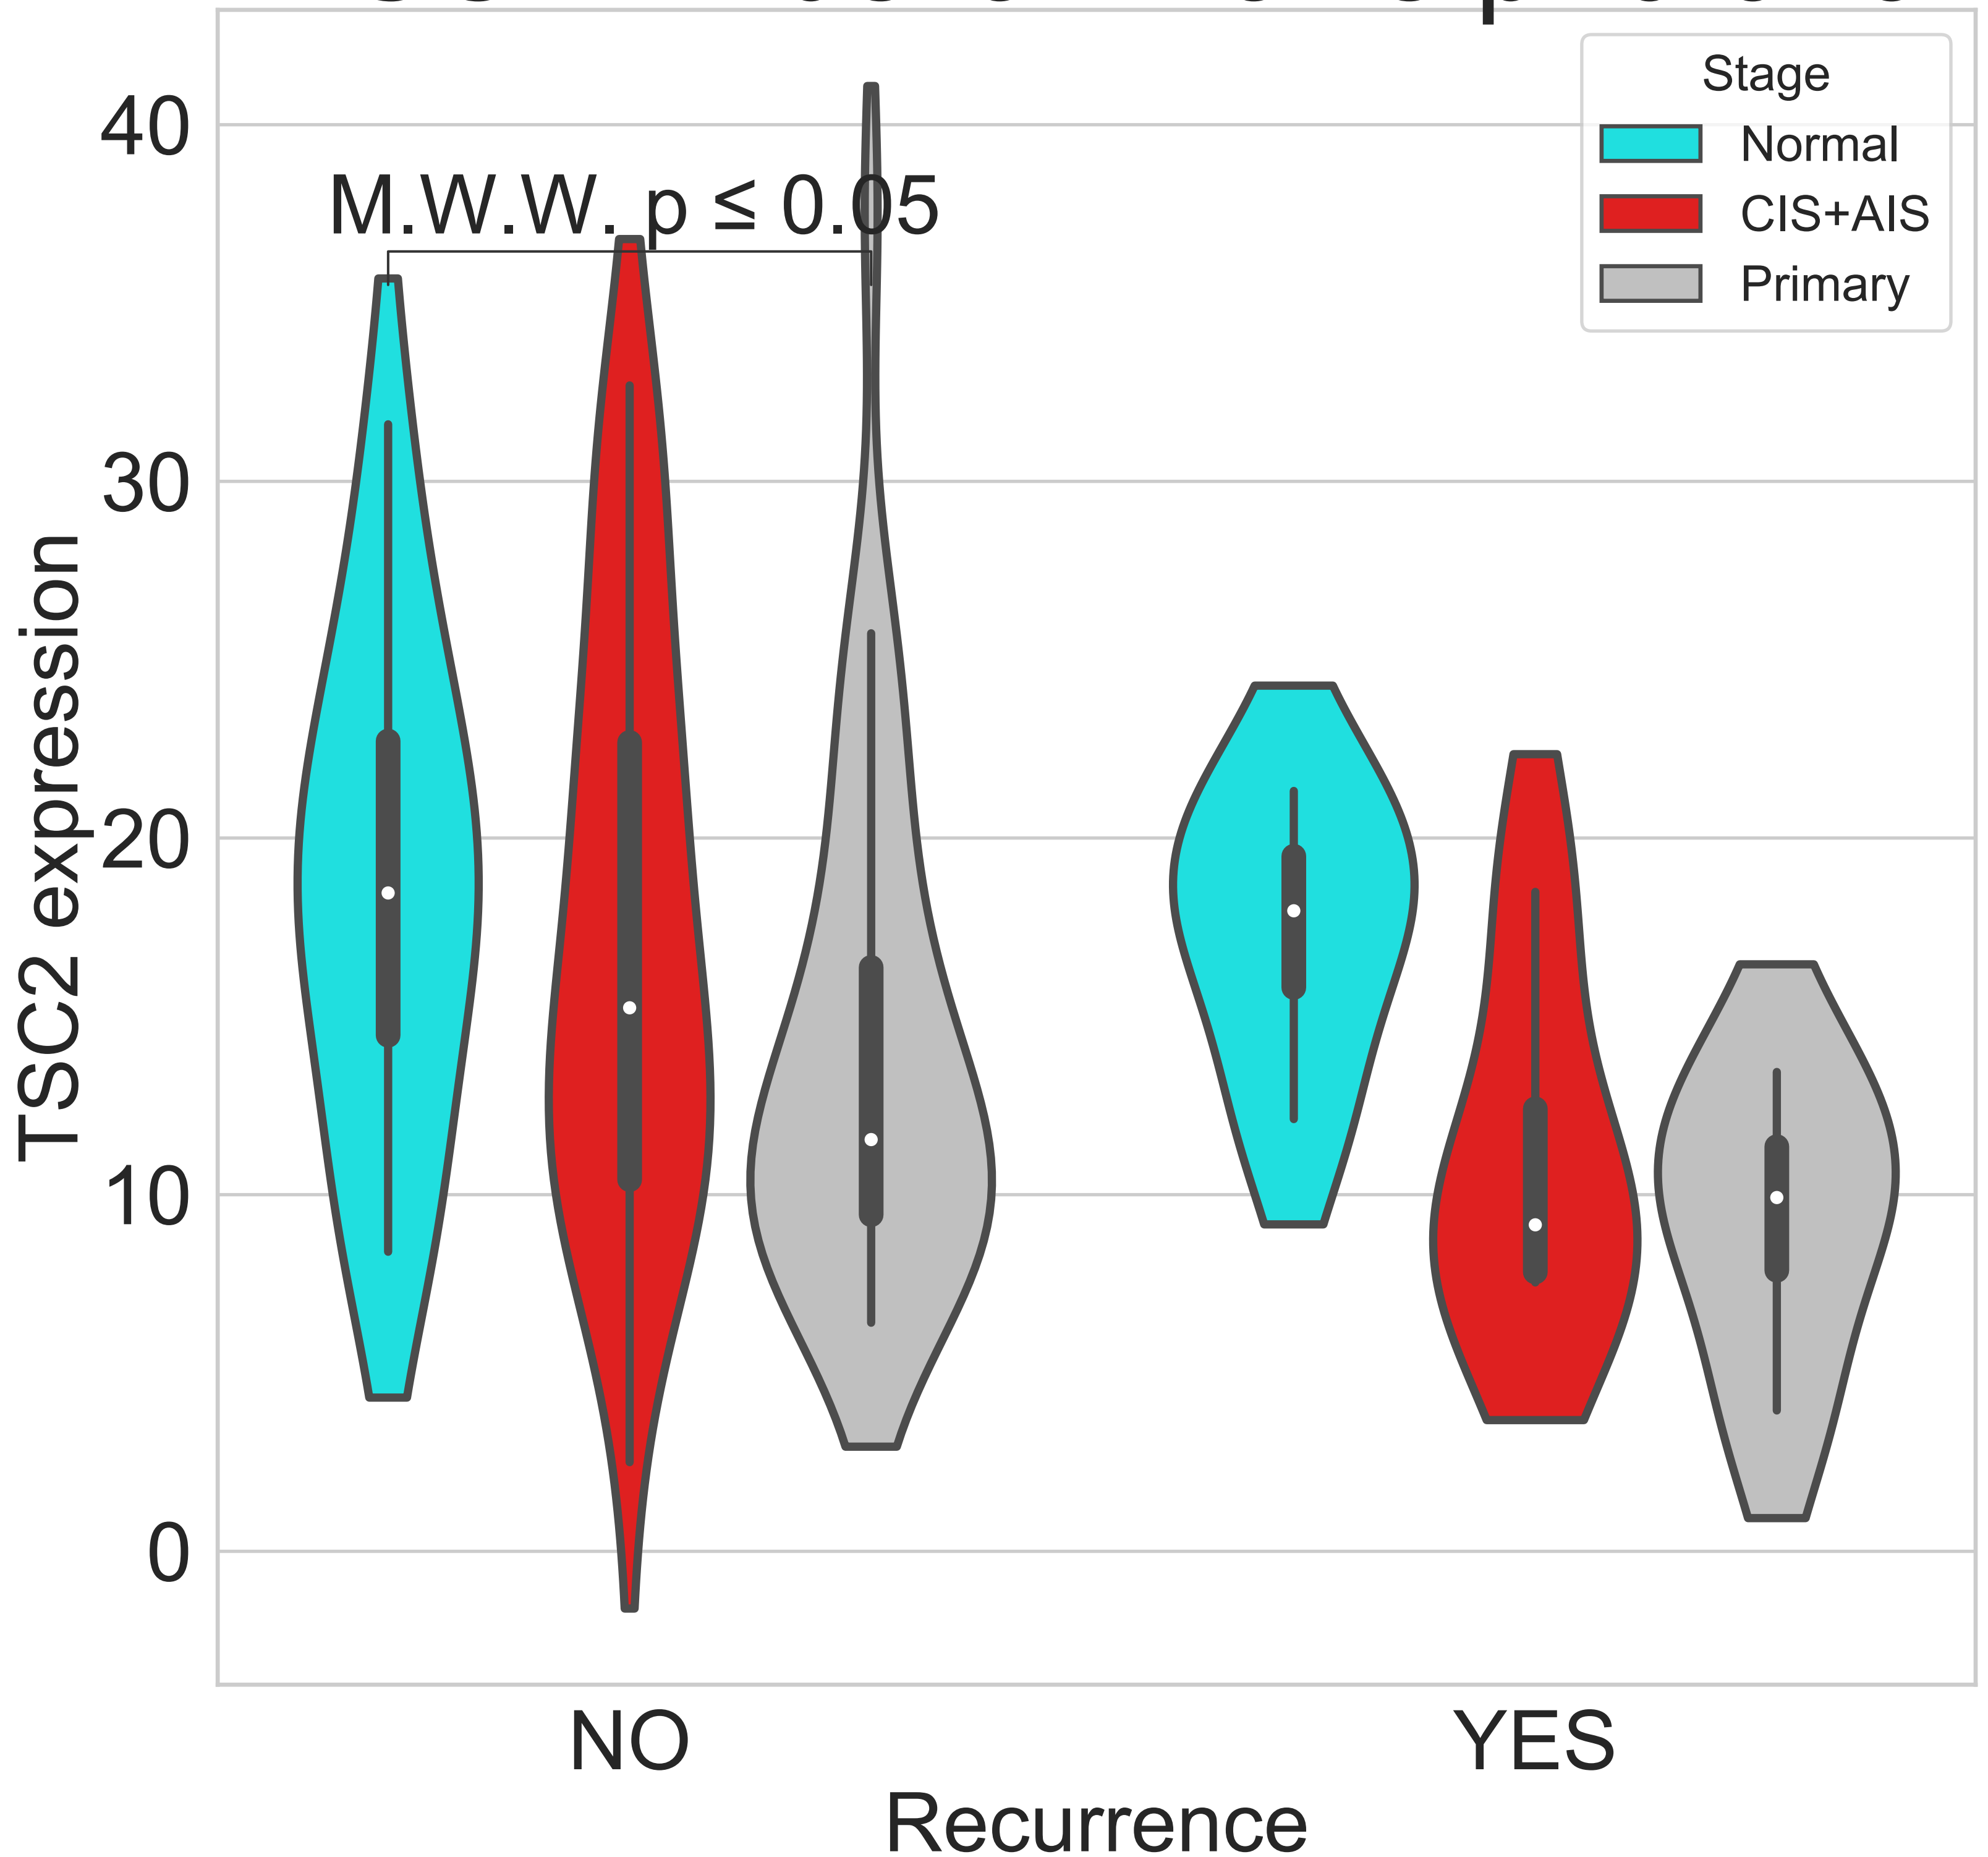 Stage
Normal
CIS+AIS
Primary
M.W.W. p ≤ 0.05
40
30
20
10
0
TSC2 expression
NO
YES
Recurrence